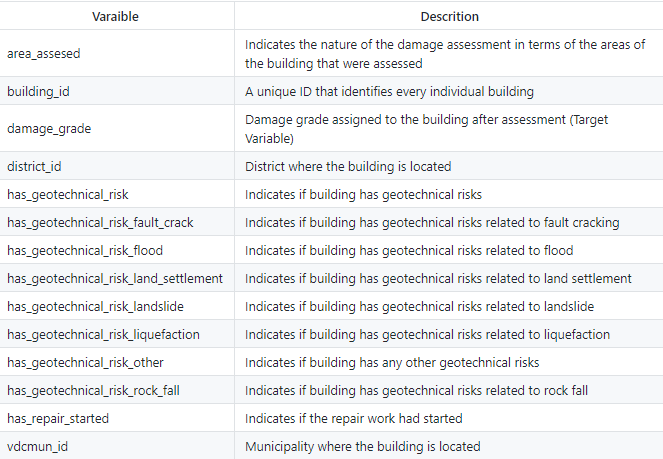 Varaible Descrition
area_assesed Indicates the nature of the damage assessment in terms of the areas of
the building that were assessed
building_id A unique ID that identifies every individual building
damage_grade Damage grade assigned to the building after assessment (Target
Variable)
district_id District where the building is located
has_geotechnical_risk Indicates if building has geotechnical risks
has_geotechnical_risk_fault_crack Indicates if building has geotechnical risks related to fault cracking
has_geotechnical_risk_flood Indicates if building has geotechnical risks related to flood
has_geotechnical_risk_land_settlement Indicates if building has geotechnical risks related to land settlement
has_geotechnical_risk_landslide Indicates if building has geotechnical risks related to landslide
has_geotechnical_risk_liquefaction Indicates if building has geotechnical risks related to liquefaction
has_geotechnical_risk_other Indicates if building has any other geotechnical risks
has_geotechnical_risk_rock_fall Indicates if building has geotechnical risks related to rock fall
has_repair_started Indicates if the repair work had started
vdcmun_id Municipality where the building is located